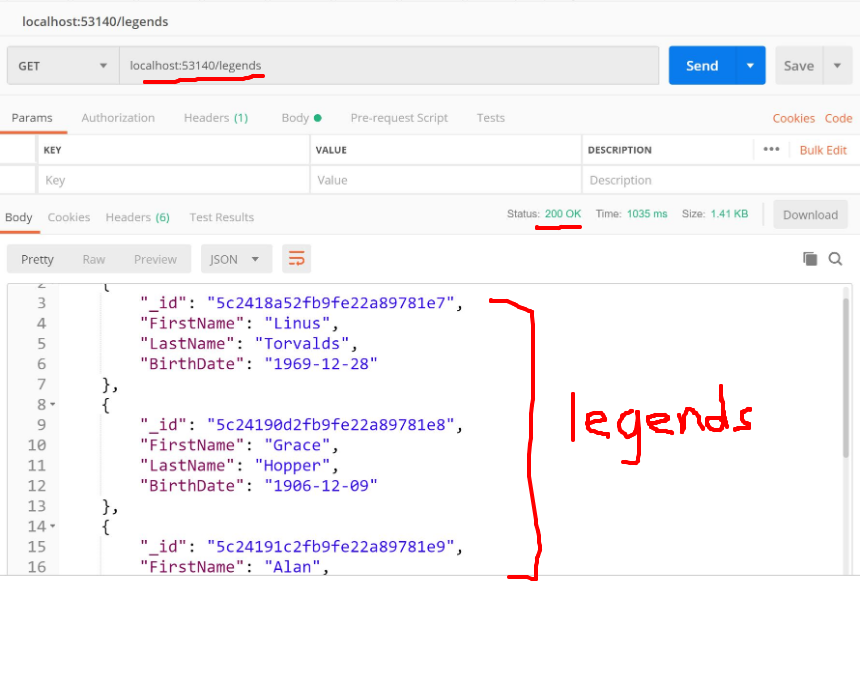 localhost:53140/legends
GET localhost:53140/legends Send Save
Params Authorization Headers (1) Body Pre-request Script Tests Cookies Code
KEY VALUE DESCRIPTION ••• Bulk Edit
Key Value Description
Body Cookies Headers (6) Test Results Status: 200 OK Time: 1035 ms Size: 1.41 KB Download
Pretty Raw Preview JSON
2 {
3 "_id": "5c2418a52fb9fe22a89781e7",
4 "FirstName": "Linus",
5 "LastName": "Torvalds",
6 "BirthDate": "1969-12-28"
7 },
8 {
9 "_id": "5c24190d2fb9fe22a89781e8",
10 "FirstName": "Grace",
11 "LastName": "Hopper",
12 "BirthDate": "1906-12-09"
13 },
14 {
15 "_id": "5c24191c2fb9fe22a89781e9",
16 "FirstName": "Alan",
legends